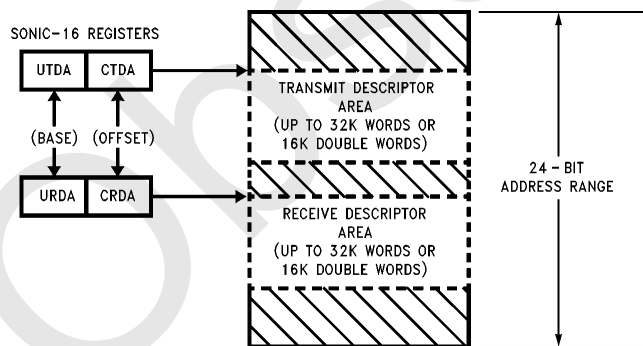 SONIC-16 REGISTERS
UTDA CTDA
(BASE) (OFFSET)
URDA CRDA
TRANSMIT DESCRIPTOR
AREA
(UP TO 32K WORDS OR
16K DOUBLE WORDS)
RECEIVE DESCRIPTOR
AREA
(UP TO 32K WORDS OR
16K DOUBLE WORDS)
24-BIT
ADDRESS RANGE